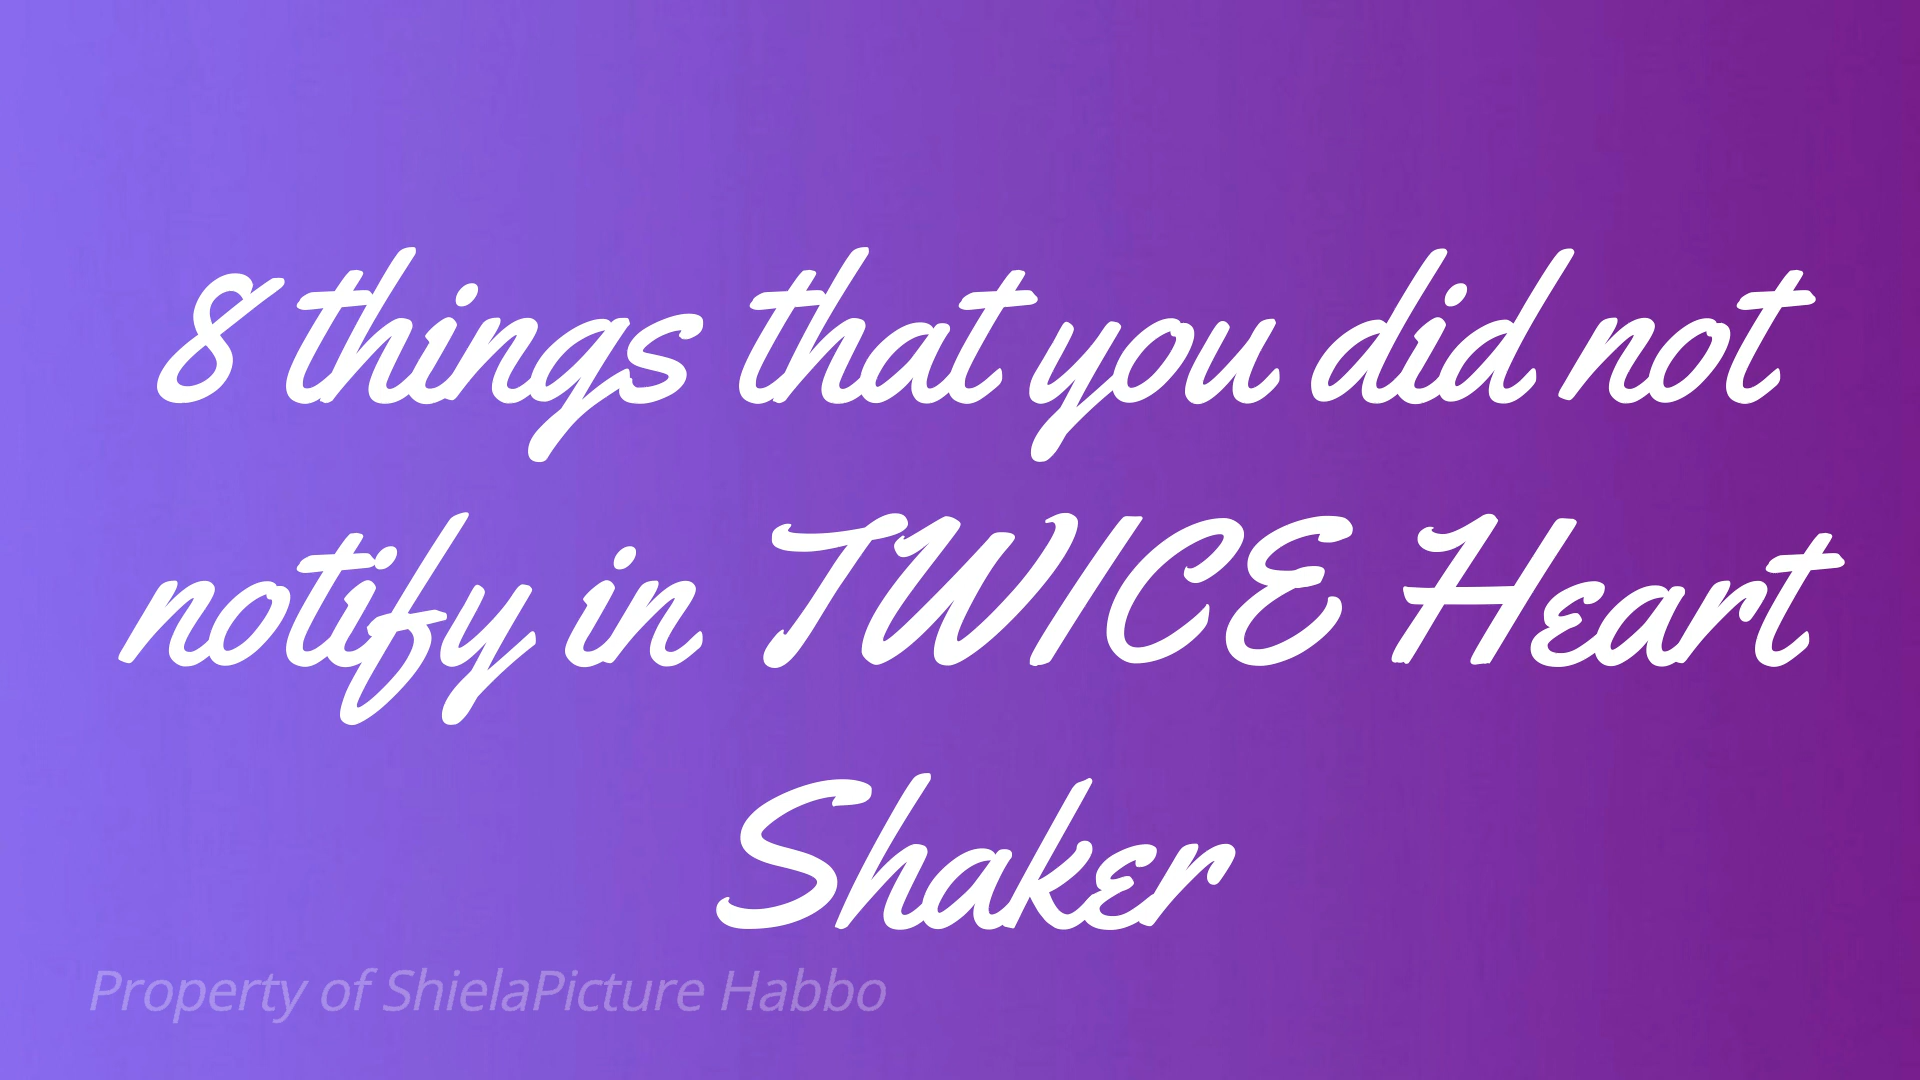 8 things that you did not
notify in TWICE Heart
Shaker
Property of ShielaPicture Habbo